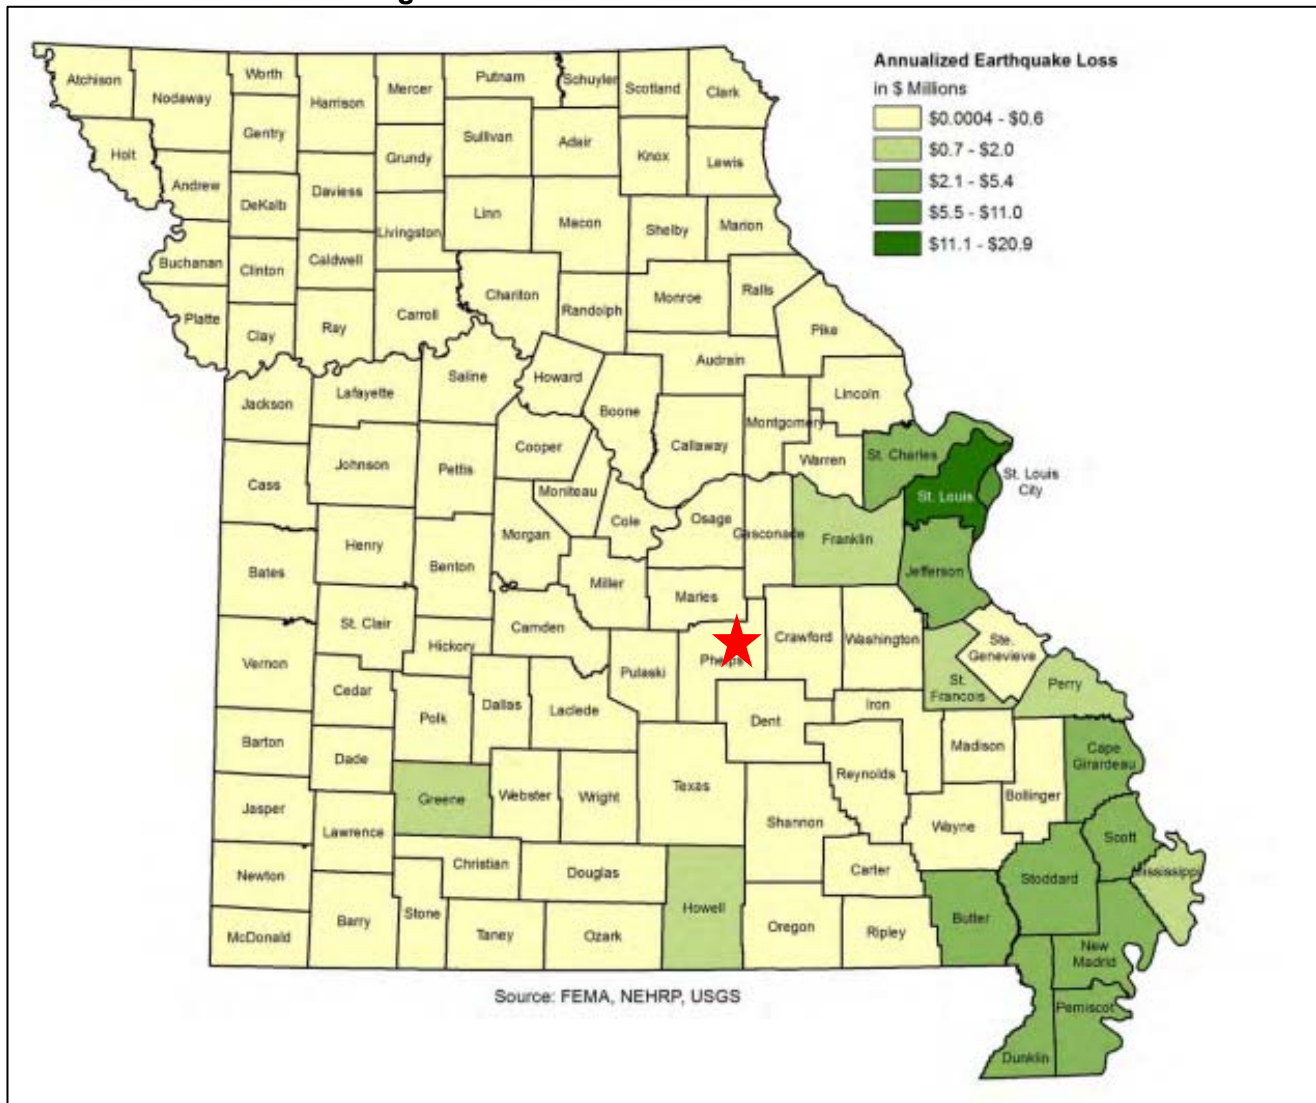 Annualized Earthquake Loss
in $ Millions
$0.0004 - $0.6
$0.7 - $2.0
$2.1 - $5.4
$5.5 - $11.0
$11.1 - $20.9
Atchison
Nodaway
Worth
Harrison
Mercer
Putnam
Schuyler
Scotland
Clark
Holt
Gentry
Sullivan
Adair
Knox
Lewis
Andrew
DeKalb
Daviess
Grundy
Linn
Macon
Shelby
Marion
Buchanan
Clinton
Caldwell
Livingston
Platte
Clay
Ray
Carroll
Chariton
Randolph
Monroe
Ralls
Pike
Audrain
Jackson
Lafayette
Saline
Howard
Boone
Callaway
Montgomery
Lincoln
Cass
Johnson
Pettis
Cooper
Moniteau
Cole
Warren
St. Charles
St. Louis
St. Louis
City
Bates
Henry
Benton
Morgan
Miller
Osage
Gasconade
Franklin
Jefferson
Vernon
St. Clair
Hickory
Camden
Maries
Pulaski
Phelps
Crawford
Washington
Ste.
Genevieve
St.
Francois
Perry
Cedar
Polk
Dallas
Laclede
Dent
Iron
Madison
Barton
Dade
Greene
Webster
Wright
Texas
Reynolds
Bollinger
Cape
Girardeau
Jasper
Lawrence
Shannon
Wayne
Scott
Christian
Douglas
Carter
Stoddard
Mississippi
Newton
Barry
Stone
Taney
Ozark
Howell
Oregon
Ripley
Butler
New
Madrid
McDonald
Pemiscot
Dunklin
Source: FEMA, NEHRP, USGS